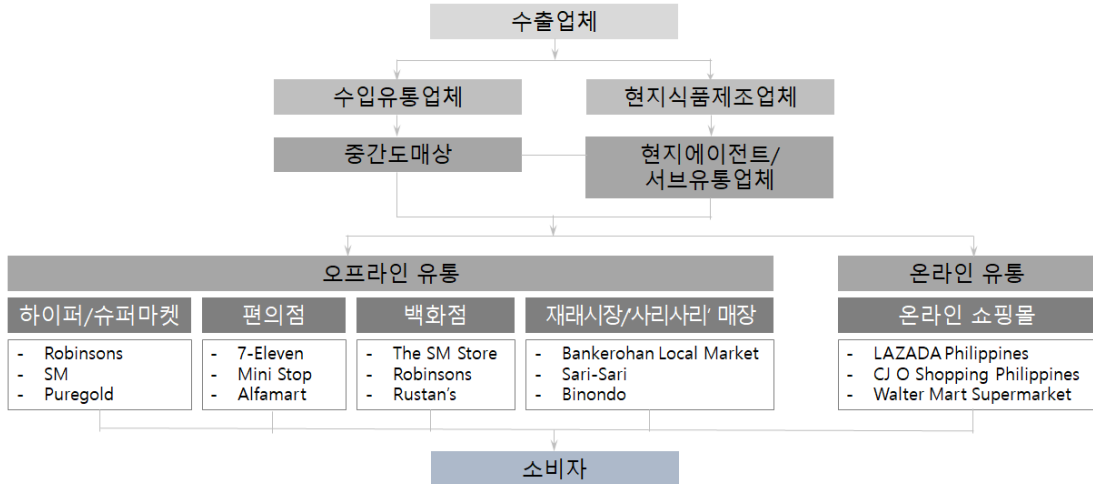 수출업체
수입유통업체
현지식품제조업체
중간도매상
현지에이전트/
서브유통업체
오프라인 유통
온라인 유통
하이퍼/슈퍼마켓
- Robinsons
- SM
- Puregold
편의점
- 7-Eleven
- Mini Stop
- Alfamart
백화점
- The SM Store
- Robinsons
- Rustan’s
재래시장/‘사리사리’ 매장
- Bankerohan Local Market
- Sari-Sari
- Binondo
온라인 쇼핑몰
- LAZADA Philippines
- CJ O Shopping Philippines
- Walter Mart Supermarket
소비자